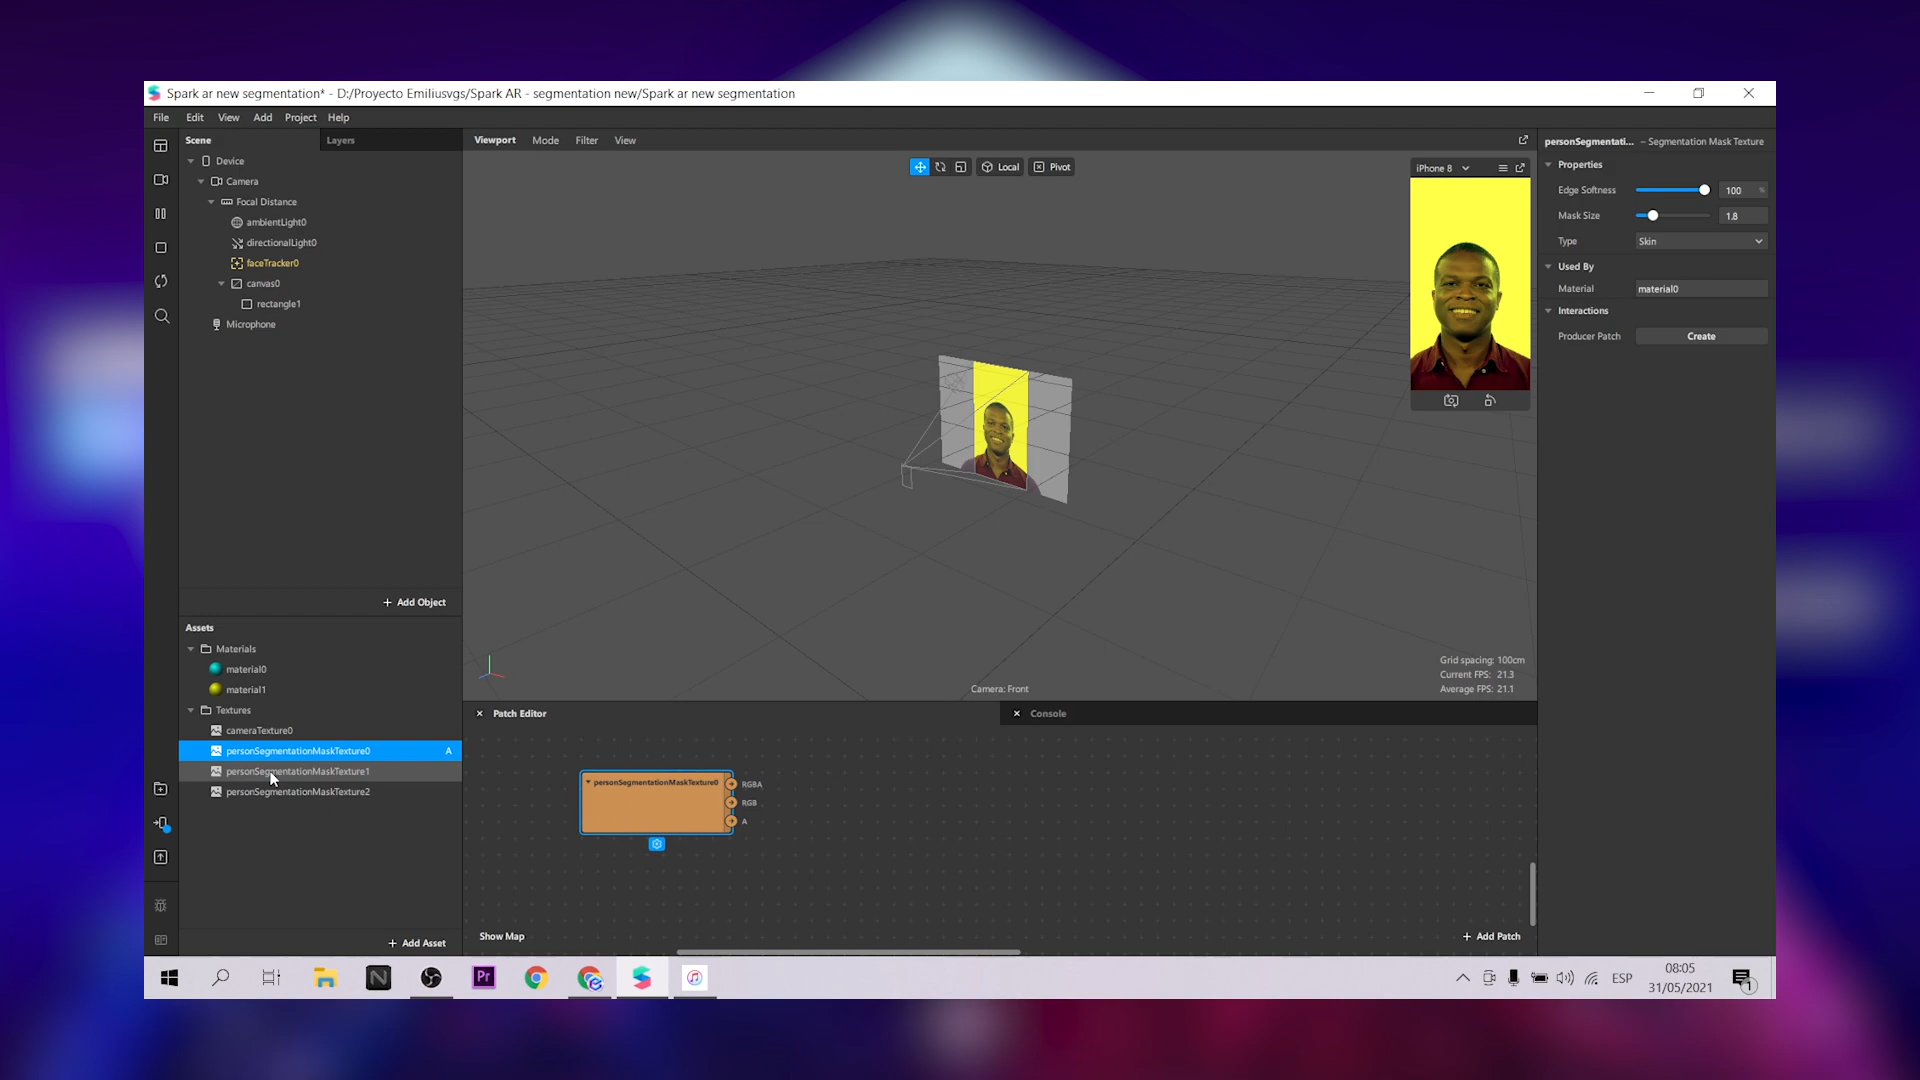 Spark ar new segmentation* - D:/Proyecto Emiliusvgs/Spark AR - segmentation new/Spark ar new segmentation
File Edit View Add Project Help
Scene Layers
Device
Camera
Focal Distance
ambientLight0
directionalLight0
faceTracker0
canvas0
rectangle1
Microphone
+ Add Object
Assets
Materials
material0
material1
Textures
cameraTexture0
personSegmentationMaskTexture0 A
personSegmentationMaskTexture1
personSegmentationMaskTexture2
+ Add Asset
Viewport Mode Filter View
Local Pivot
iPhone 8
Grid spacing: 100cm
Current FPS: 21.3
Average FPS: 21.1
Camera: Front
Patch Editor
Console
personSegmentationMaskTexture0
RGBA
RGB
A
Show Map
+ Add Patch
personSegmentati... – Segmentation Mask Texture
Properties
Edge Softness 100 %
Mask Size 1.8
Type Skin
Used By
Material material0
Interactions
Producer Patch Create
N
Pr
ESP
08:05
31/05/2021
1